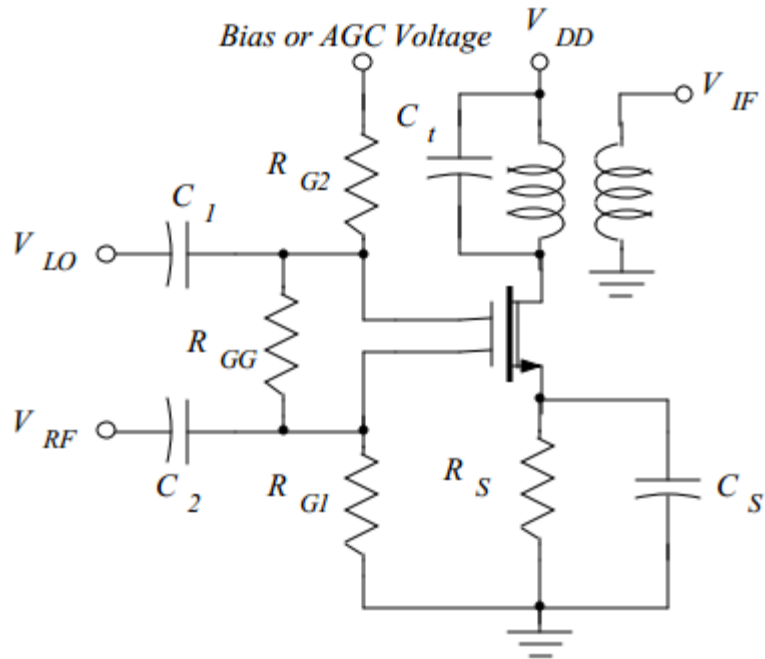 Bias or AGC Voltage
V DD
V IF
C t
R G2
C 1
V LO
R GG
V RF
C 2
R G1
R S
C S